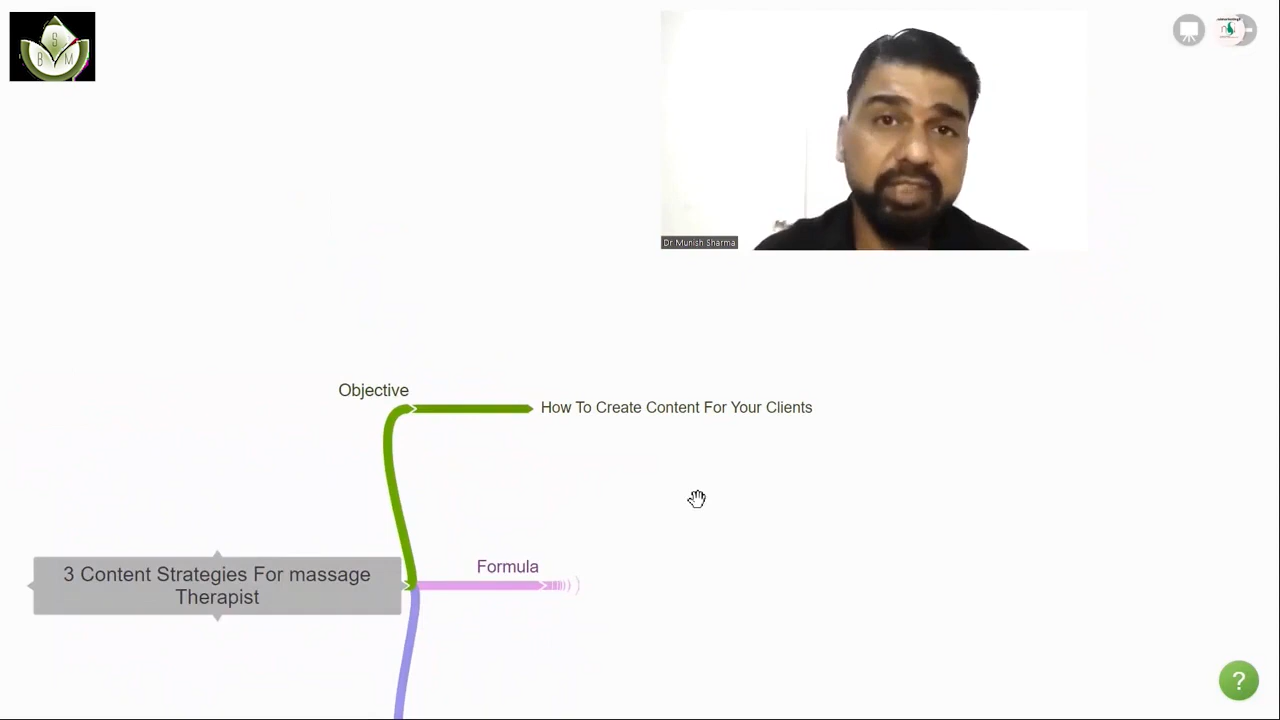 S
B M
Dr Munish Sharma
Objective
How To Create Content For Your Clients
Formula
3 Content Strategies For massage
Therapist
?